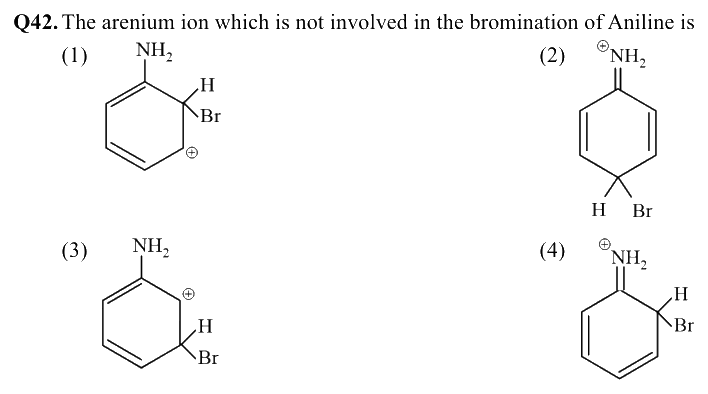 Q42. The arenium ion which is not involved in the bromination of Aniline is
(1) NH₂ H Br ⊕
(2) ⊕NH₂ H Br
(3) NH₂ ⊕ H Br
(4) ⊕NH₂ H Br